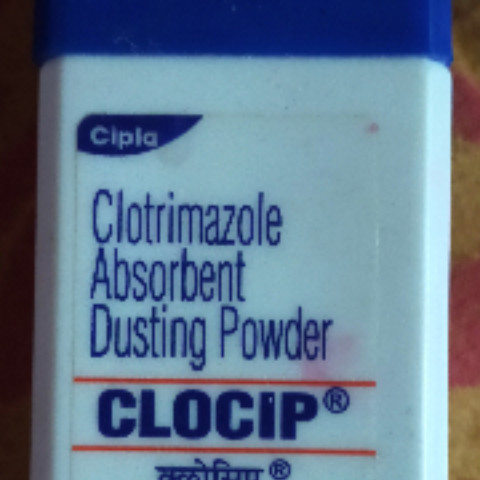 Cipla
Clotrimazole
Absorbent
Dusting Powder
CLOCIP®
क्लोसिप®